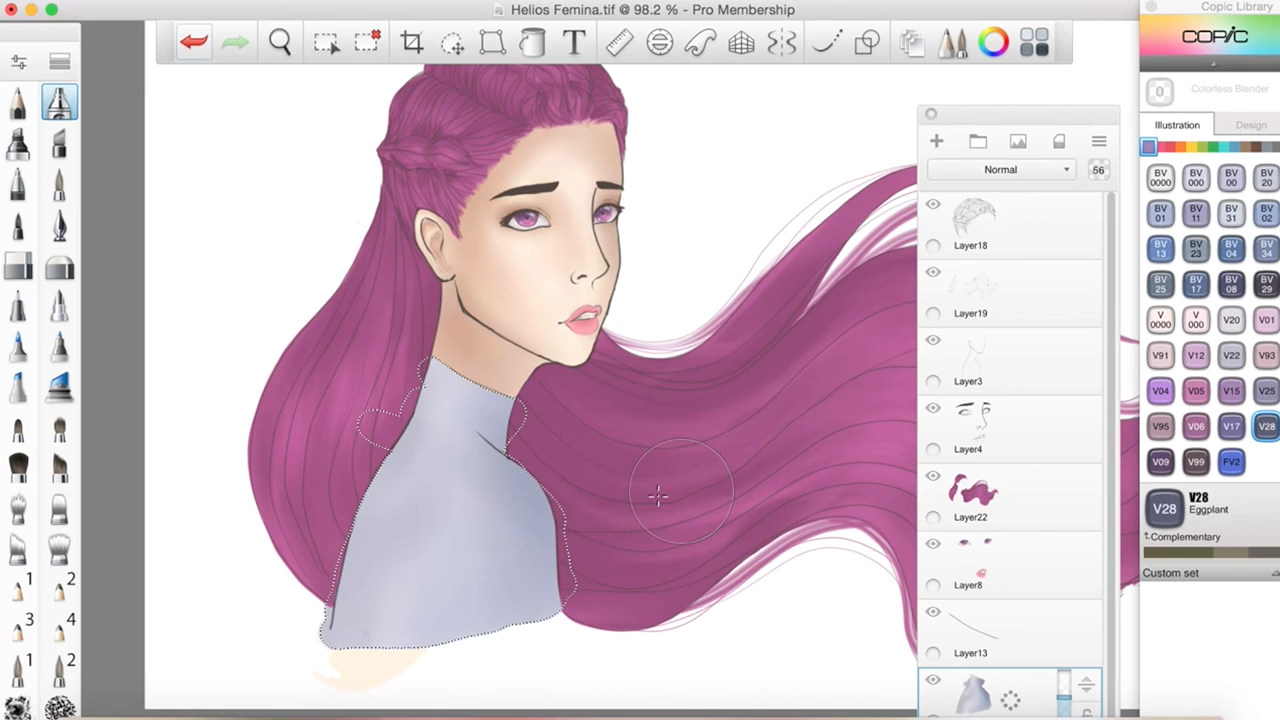 Helios Femina.tif @ 98.2 % - Pro Membership
Copic Library
COPIC
0 Colorless Blender
Illustration Design
Normal 56
Layer18
Layer19
Layer3
Layer4
Layer22
Layer8
Layer13
BV 0000 BV 000 BV 00 BV 20
BV 01 BV 11 BV 31 BV 02
BV 13 BV 23 BV 04 BV 34
BV 25 BV 17 BV 08 BV 29
V 0000 V 000 V20 V01
V91 V12 V22 V93
V04 V05 V15 V25
V95 V06 V17 V28
V09 V99 FV2
V28 V28
Eggplant
Complementary
Custom set
T
1 2
3 4
1 2